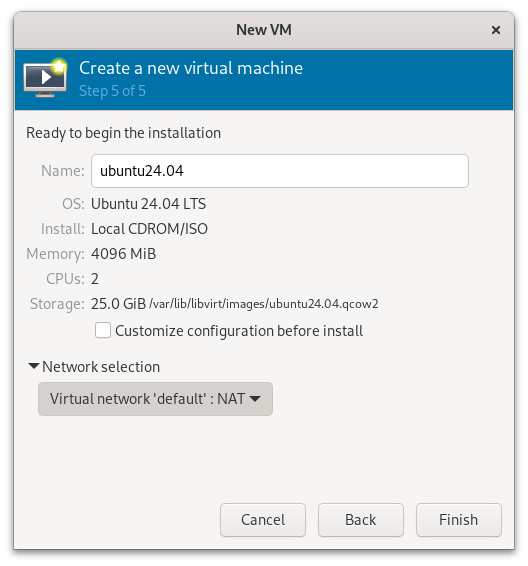 New VM
Create a new virtual machine
Step 5 of 5
Ready to begin the installation
Name: ubuntu24.04
OS: Ubuntu 24.04 LTS
Install: Local CDROM/ISO
Memory: 4096 MiB
CPUs: 2
Storage: 25.0 GiB /var/lib/libvirt/images/ubuntu24.04.qcow2
Customize configuration before install
Network selection
Virtual network 'default' : NAT
Cancel Back Finish